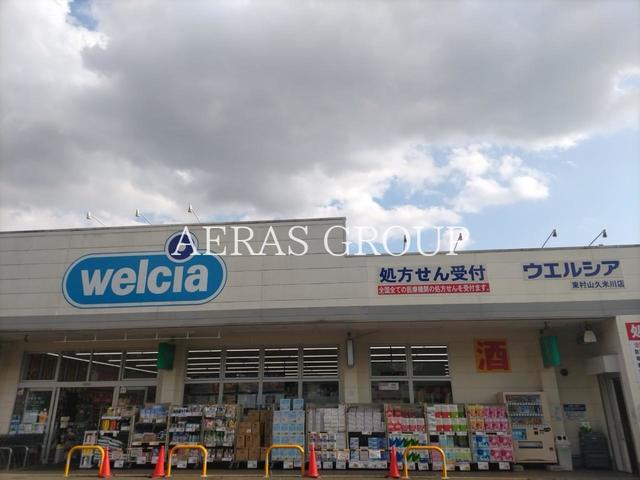 AERAS GROUP
welcia
処方せん受付
全国全ての医療機関の処方せんを受付ます。
ウエルシア
東村山久米川店
酒
処